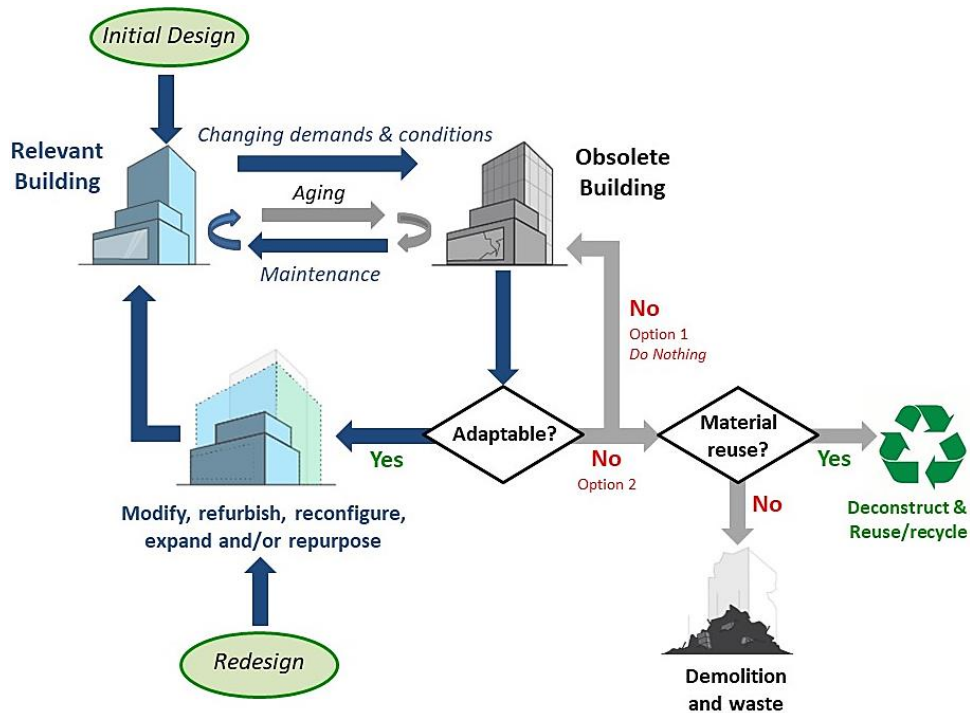 Initial Design
Changing demands & conditions
Relevant
Building
Obsolete
Building
Aging
Maintenance
No
Option 1
Do Nothing
Adaptable?
Material
reuse?
Yes
No
Option 2
Yes
No
Modify, refurbish, reconfigure,
expand and/or repurpose
Deconstruct &
Reuse/recycle
Redesign
Demolition
and waste